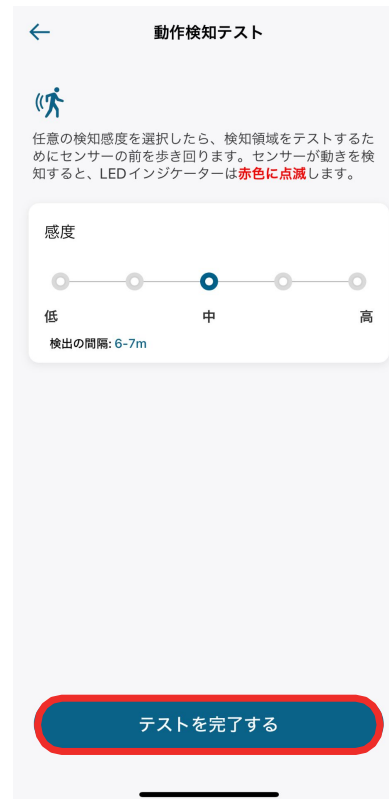 動作検知テスト
任意の検知感度を選択したら、検知領域をテストするた
めにセンサーの前を歩き回ります。センサーが動きを検
知すると、LEDインジケーターは赤色に点滅します。
感度
低 中 高
検出の間隔: 6-7m
テストを完了する